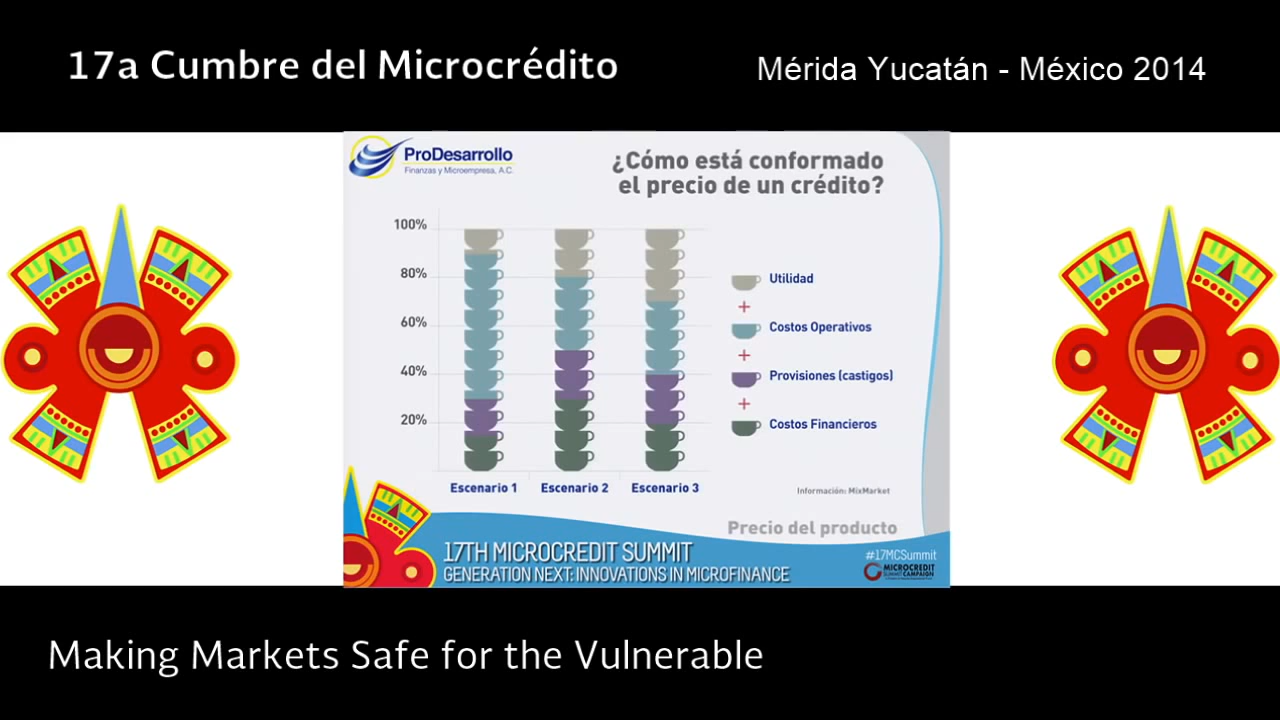 17a Cumbre del Microcrédito
Mérida Yucatán - México 2014
ProDesarrollo
Finanzas y Microempresa, A.C.
¿Cómo está conformado
el precio de un crédito?
100%
80%
60%
40%
20%
Escenario 1
Escenario 2
Escenario 3
Utilidad
+
Costos Operativos
+
Provisiones (castigos)
+
Costos Financieros
Información: MixMarket
Precio del producto
17TH MICROCREDIT SUMMIT
GENERATION NEXT: INNOVATIONS IN MICROFINANCE
#17MCSummit
MICROCREDIT
SUMMIT CAMPAIGN
Making Markets Safe for the Vulnerable